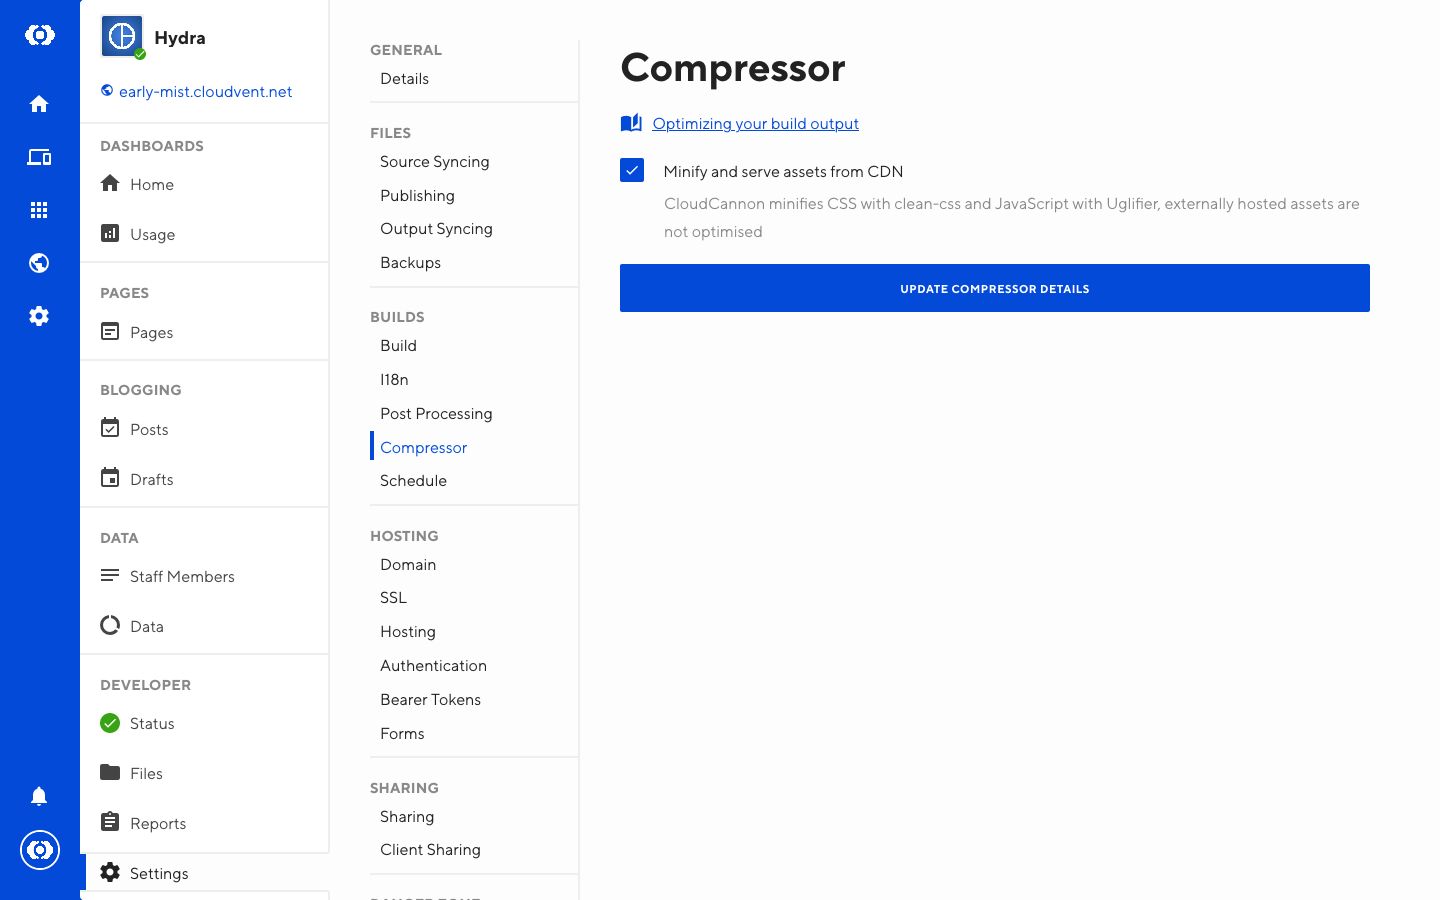 Hydra
early-mist.cloudvent.net
DASHBOARDS
Home
Usage
PAGES
Pages
BLOGGING
Posts
Drafts
DATA
Staff Members
Data
DEVELOPER
Status
Files
Reports
Settings
GENERAL
Details
FILES
Source Syncing
Publishing
Output Syncing
Backups
BUILDS
Build
I18n
Post Processing
Compressor
Schedule
HOSTING
Domain
SSL
Hosting
Authentication
Bearer Tokens
Forms
SHARING
Sharing
Client Sharing
Compressor
Optimizing your build output
Minify and serve assets from CDN
CloudCannon minifies CSS with clean-css and JavaScript with Uglifier, externally hosted assets are
not optimised
UPDATE COMPRESSOR DETAILS